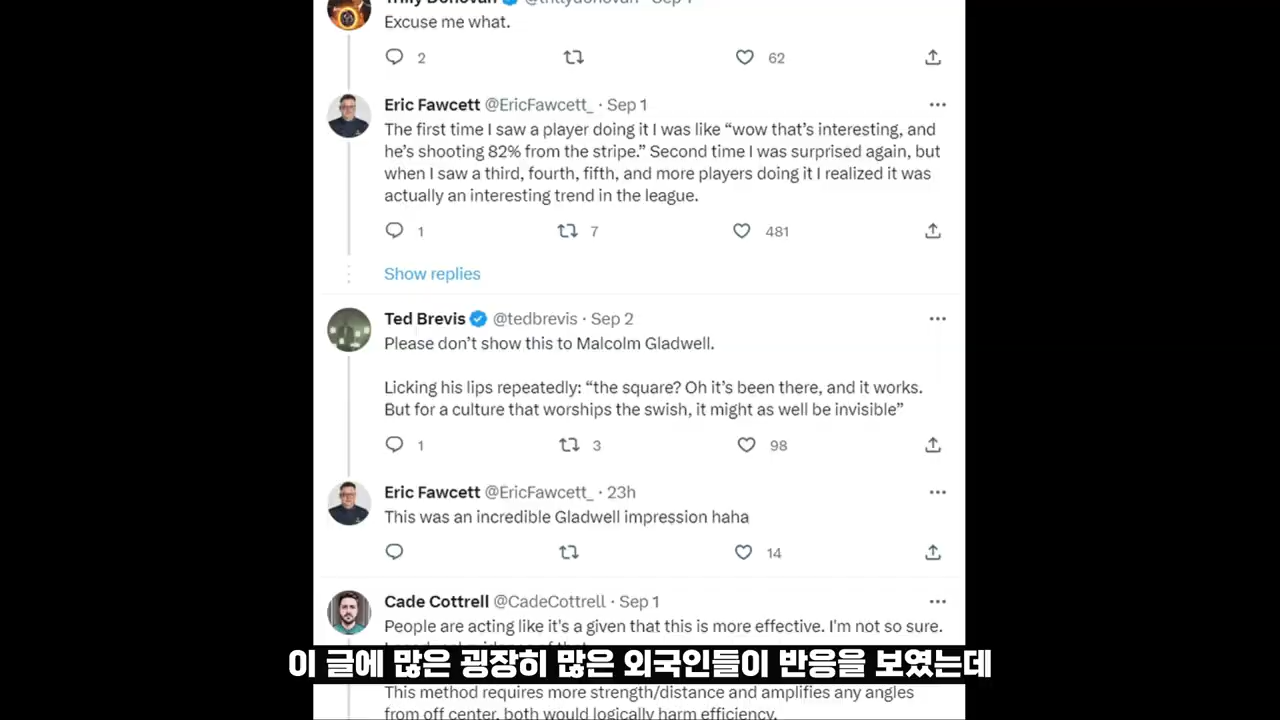 Trilly Donovan @trillydonovan · Sep 1
Excuse me what.
2 62
Eric Fawcett @EricFawcett_ · Sep 1
The first time I saw a player doing it I was like “wow that’s interesting, and
he’s shooting 82% from the stripe.” Second time I was surprised again, but
when I saw a third, fourth, fifth, and more players doing it I realized it was
actually an interesting trend in the league.
1 7 481
Show replies
Ted Brevis @tedbrevis · Sep 2
Please don’t show this to Malcolm Gladwell.
Licking his lips repeatedly: “the square? Oh it’s been there, and it works.
But for a culture that worships the swish, it might as well be invisible”
1 3 98
Eric Fawcett @EricFawcett_ · 23h
This was an incredible Gladwell impression haha
14
Cade Cottrell @CadeCottrell · Sep 1
People are acting like it's a given that this is more effective. I'm not so sure.
이 글에 많은 굉장히 많은 외국인들이 반응을 보였는데
This method requires more strength/distance and amplifies any angles
from off center, both would logically harm efficiency.